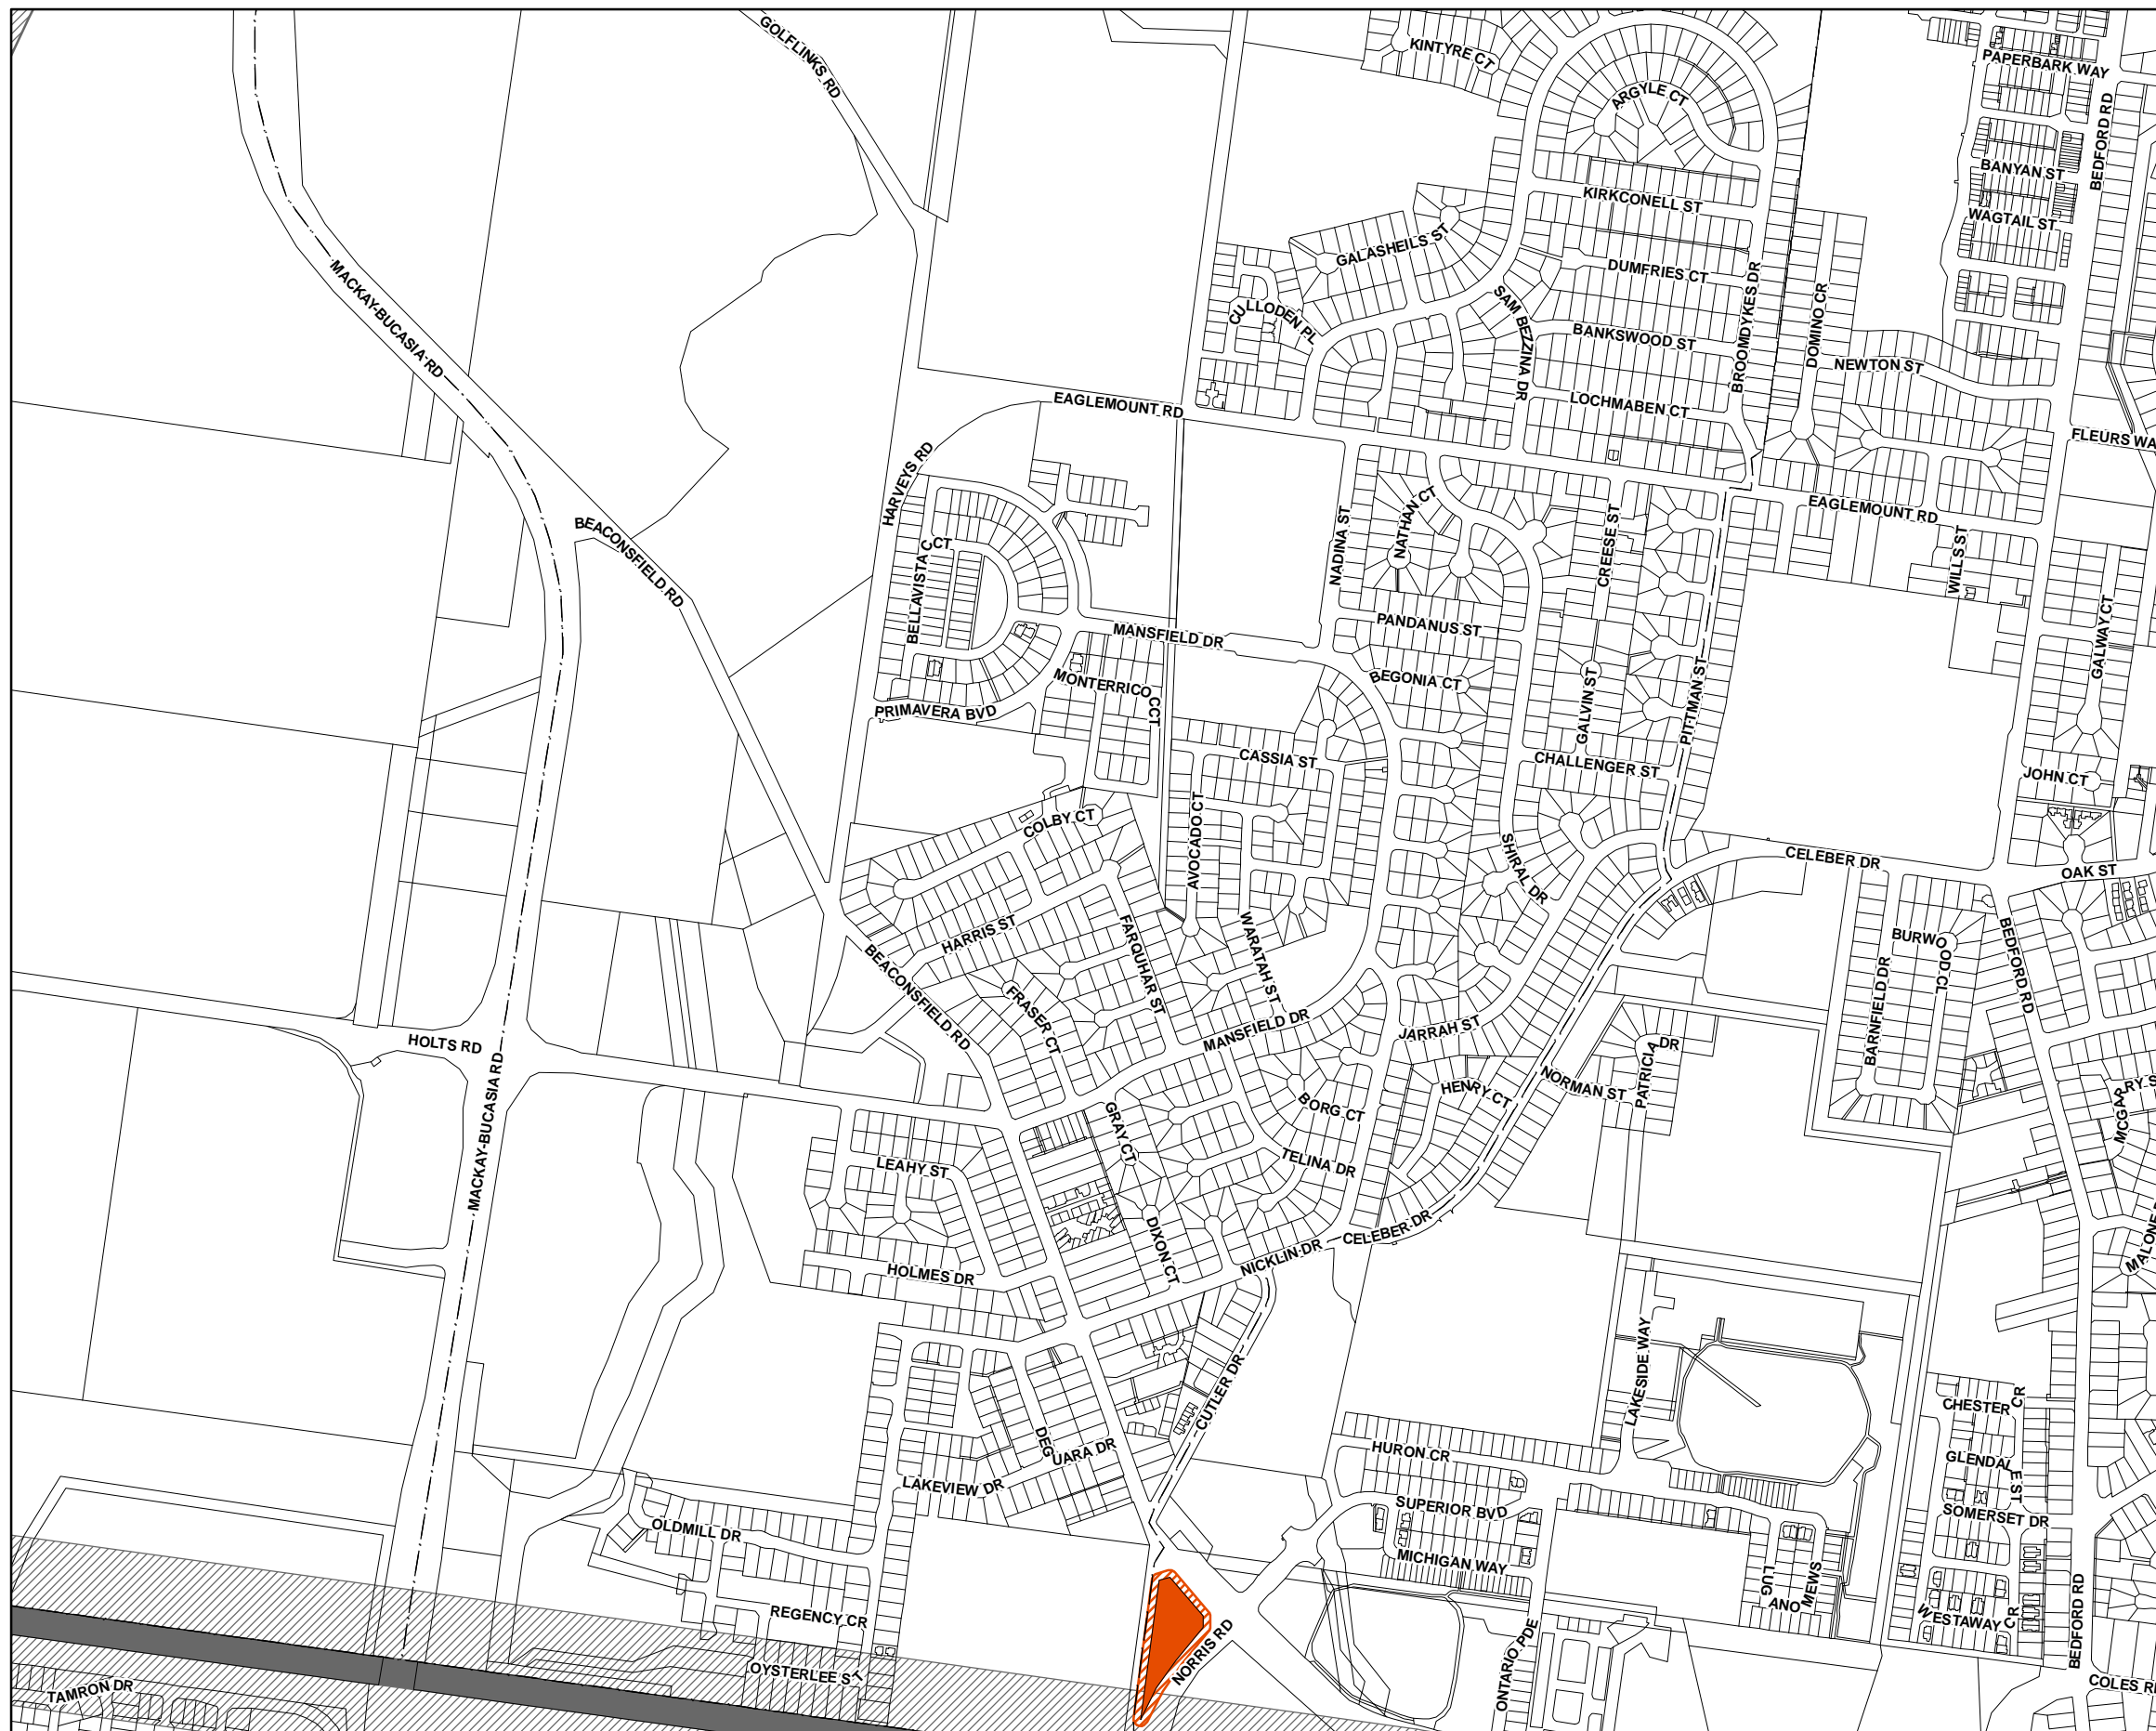 GOLFLINKS RD
KINTYRE CT
PAPERBARK WAY
ARGYLE CT
BEDFORD RD
BANYAN ST
KIRKCONELL ST
WAGTAIL ST
GALASHEILS ST
DUMFRIES CT
MACKAY-BUCASIA RD
CULLODEN PL
SAM BEZZINA DR
BROOMDYKES DR
DOMINO CR
BANKSWOOD ST
NEWTON ST
EAGLEMOUNT RD
LOCHMABEN CT
FLEURS WA
HARVEYS RD
NATHAN CT
EAGLEMOUNT RD
BEACONSFIELD RD
NADINA ST
CREESE ST
WILLS ST
BELLAVISTA CCT
MANSFIELD DR
PANDANUS ST
GALWAY CT
MONTERRICO CCT
BEGONIA CT
GALVIN ST
PITTMAN ST
PRIMAVERA BVD
CASSIA ST
CHALLENGER ST
JOHN CT
COLBY CT
AVOCADO CT
SHIRAL DR
CELEBER DR
OAK ST
HARRIS ST
FARQUHAR ST
WARATAH ST
BURWOOD CL
BEDFORD RD
BEACONSFIELD RD
BARNFIELD DR
FRASER CT
MANSFIELD DR
JARRAH ST
HOLTS RD
PATRICIA DR
MACKAY-BUCASIA RD
HENRY CT
NORMAN ST
GRAY CT
BORG CT
MCGARRY S
LEAHY ST
TELINA DR
DIXON CT
CELEBER DR
NICKLIN DR
MALONE
HOLMES DR
LAKESIDE WAY
CUTLER DR
CHESTER CR
DEGUARA DR
HURON CR
GLENDALE ST
LAKEVIEW DR
SUPERIOR BVD
SOMERSET DR
OLDMILL DR
MICHIGAN WAY
LUGANO MEWS
REGENCY CR
WESTAWAY CR
BEDFORD RD
NORRIS RD
ONTARIO PDE
OYSTERLEE ST
TAMRON DR
COLES R